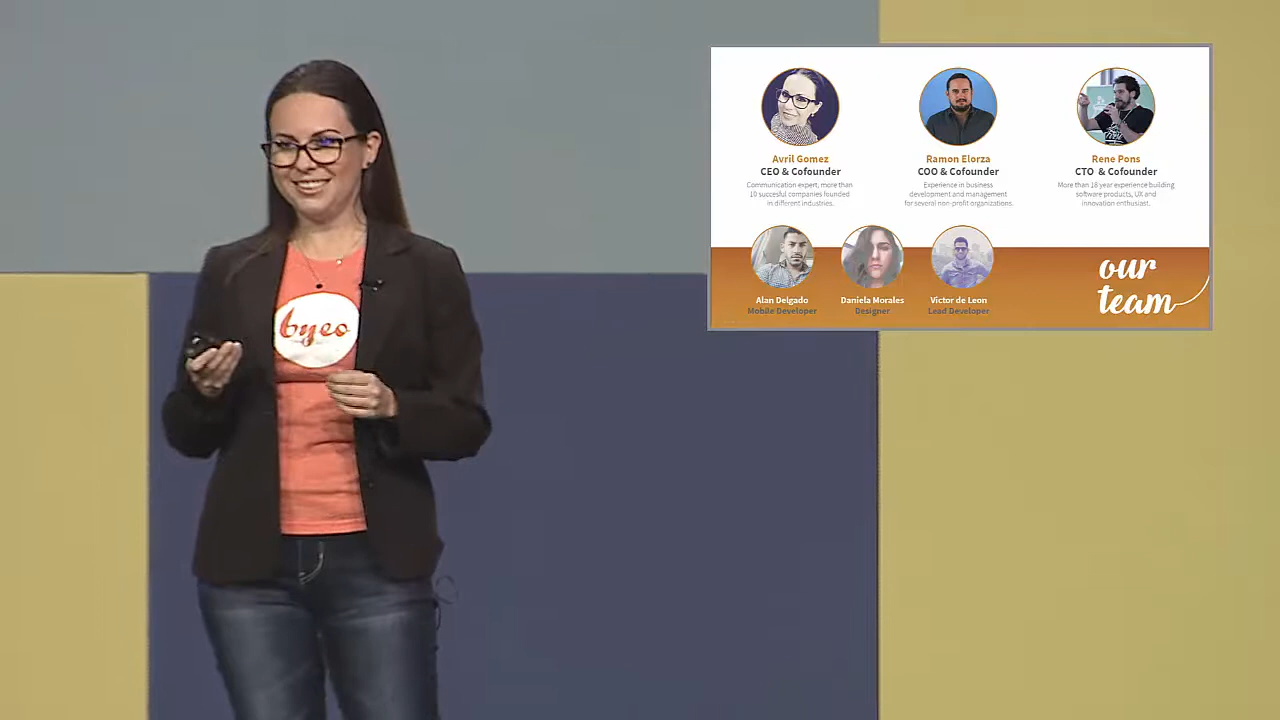 byeo
Avril Gomez
CEO & Cofounder
Communication expert, more than
10 succesful companies founded
in different industries.
Ramon Elorza
COO & Cofounder
Experience in business
development and management
for several non-profit organizations.
Rene Pons
CTO & Cofounder
More than 18 year experience building
software products, UX and
innovation enthusiast.
Alan Delgado
Mobile Developer
Daniela Morales
Designer
Victor de Leon
Lead Developer
our
team